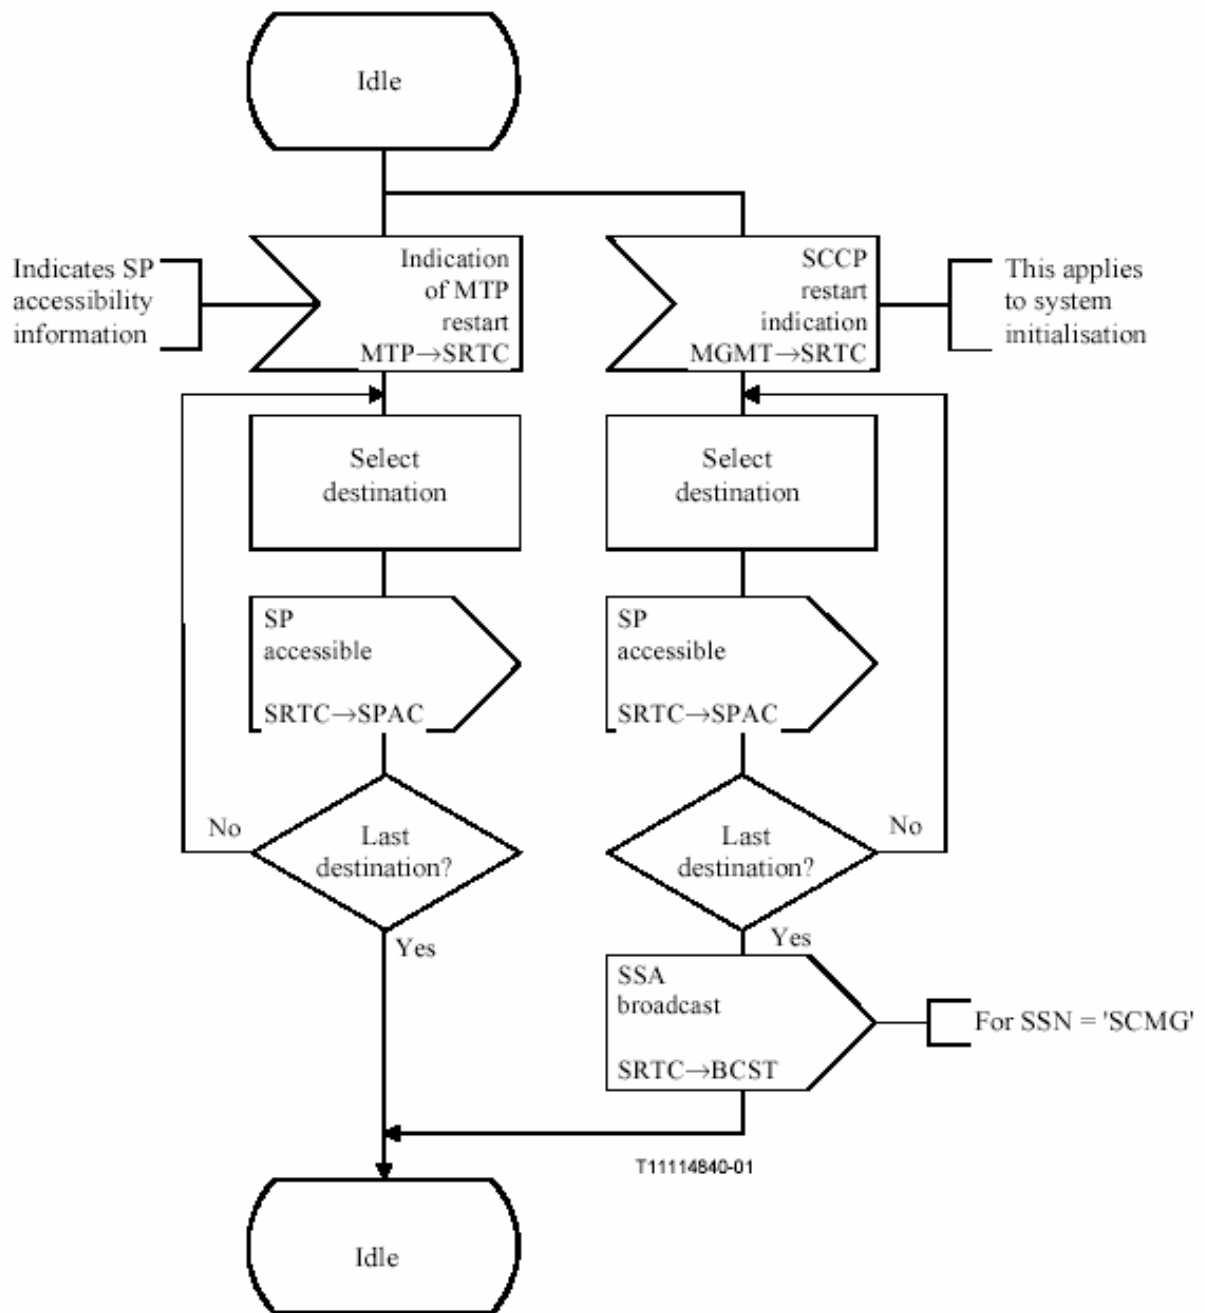 Idle
Indicates SP
accessibility
information
Indication
of MTP
restart
MTP→SRTC
SCCP
restart
indication
MGMT→SRTC
This applies
to system
initialisation
Select
destination
Select
destination
SP
accessible
SRTC→SPAC
SP
accessible
SRTC→SPAC
No
Last
destination?
Yes
Last
destination?
No
Yes
SSA
broadcast
SRTC→BCST
For SSN = 'SCMG'
T11114840-01
Idle